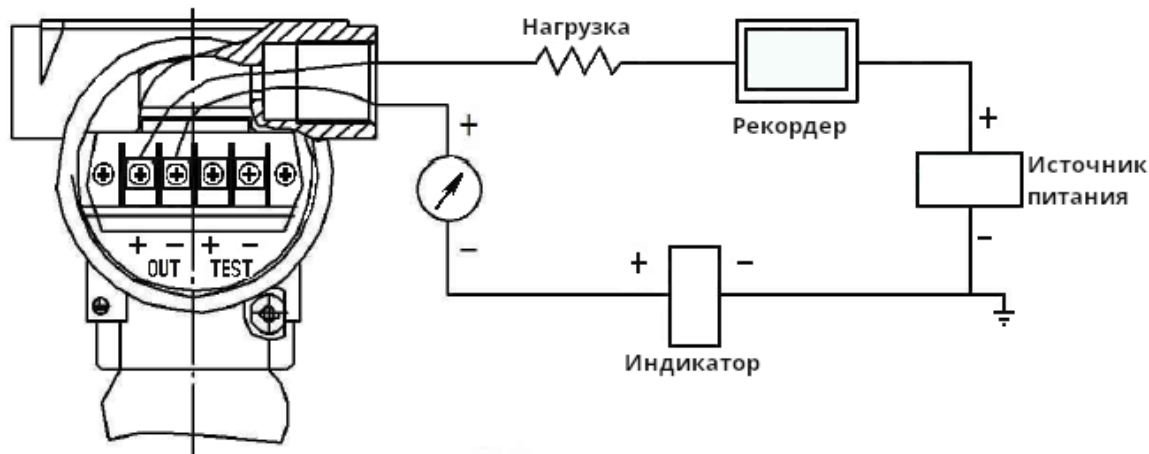 Нагрузка
Рекордер
+
+
Источник
питания
−
−
+
−
Индикатор
+ − + −
OUT TEST